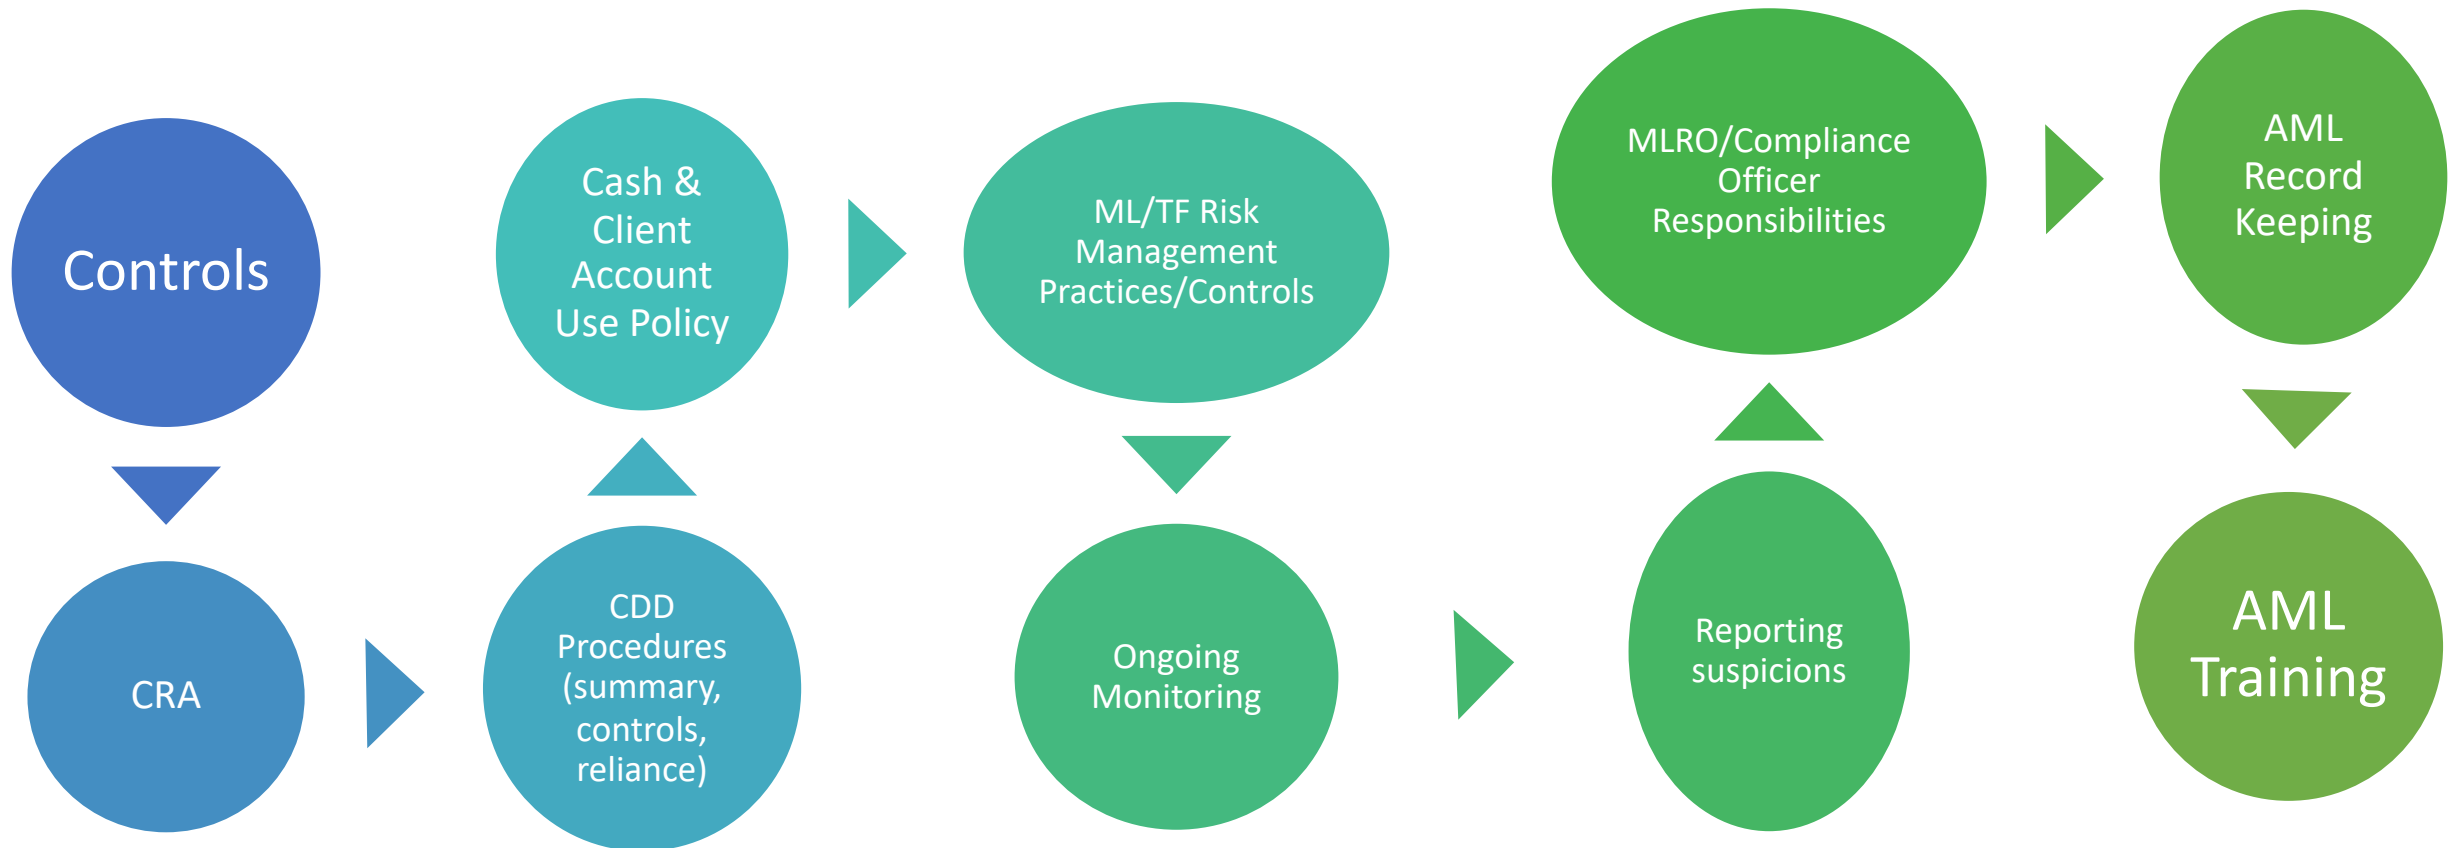 Controls
CRA
CDD
Procedures
(summary,
controls,
reliance)
Cash &
Client
Account
Use Policy
ML/TF Risk
Management
Practices/Controls
Ongoing
Monitoring
Reporting
suspicions
MLRO/Compliance
Officer
Responsibilities
AML
Record
Keeping
AML
Training